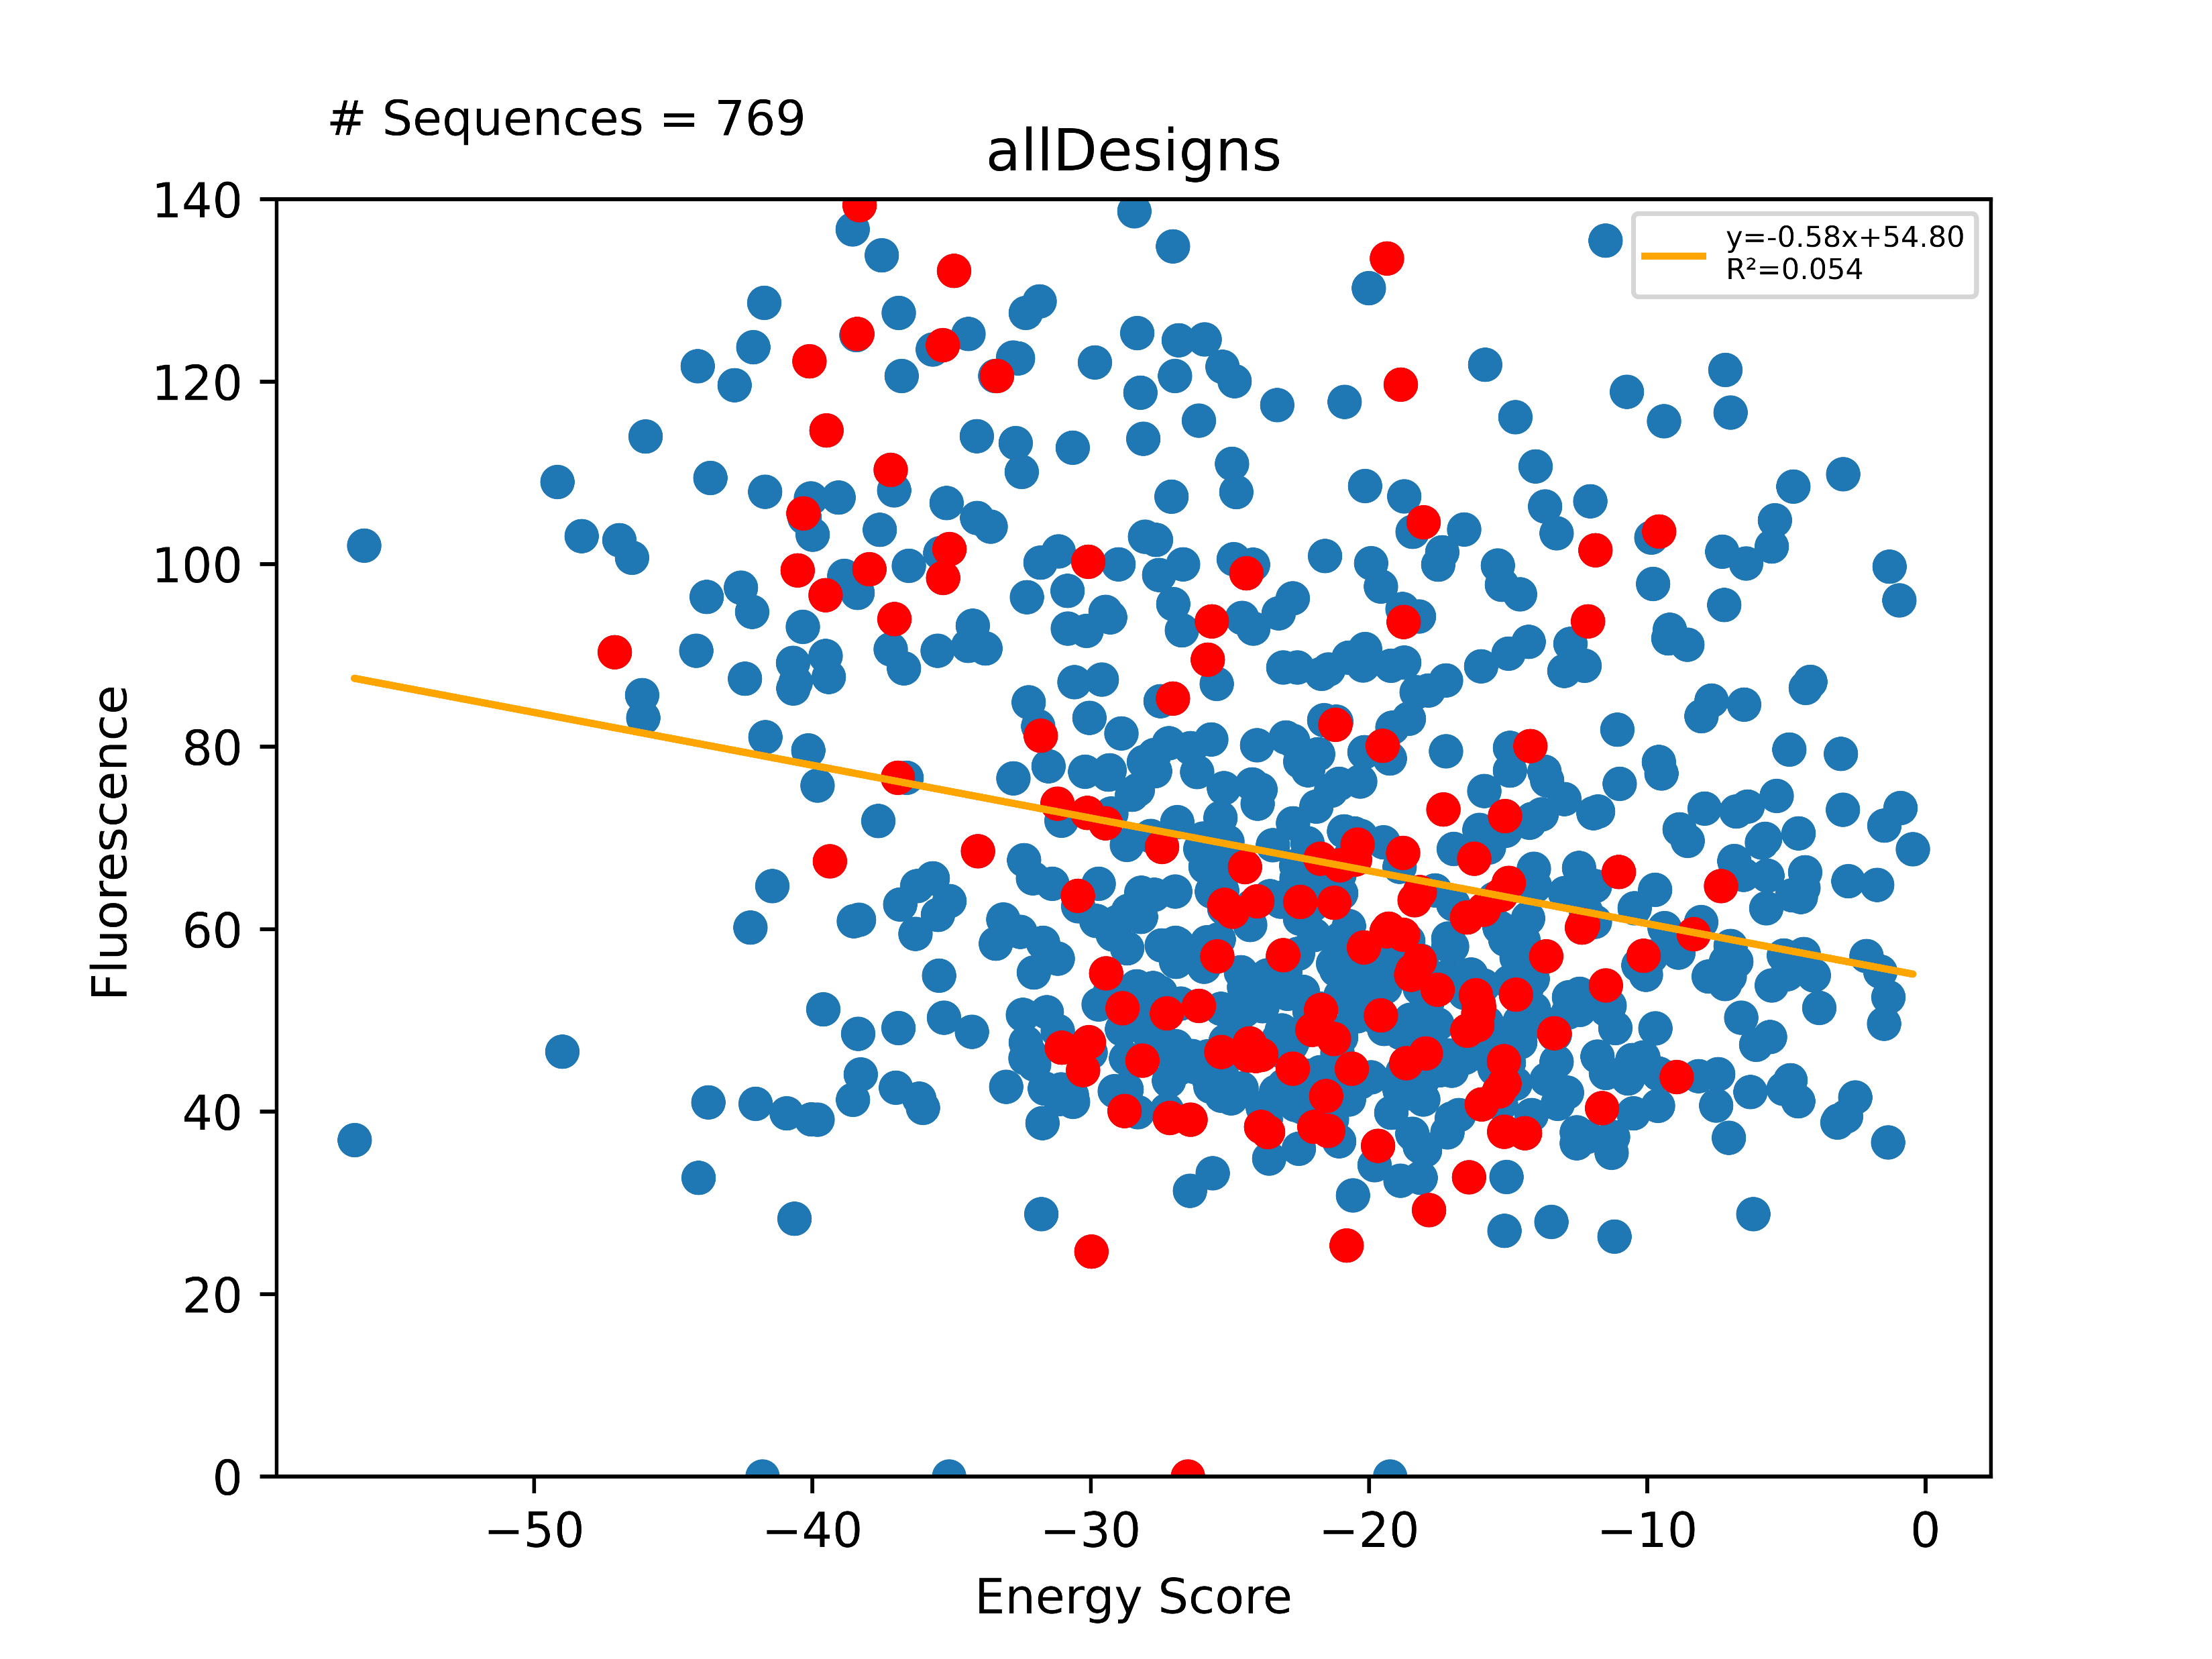 # Sequences = 769
allDesigns
y=-0.58x+54.80
R²=0.054
140
120
100
80
60
40
20
0
Fluorescence
−50 −40 −30 −20 −10 0
Energy Score